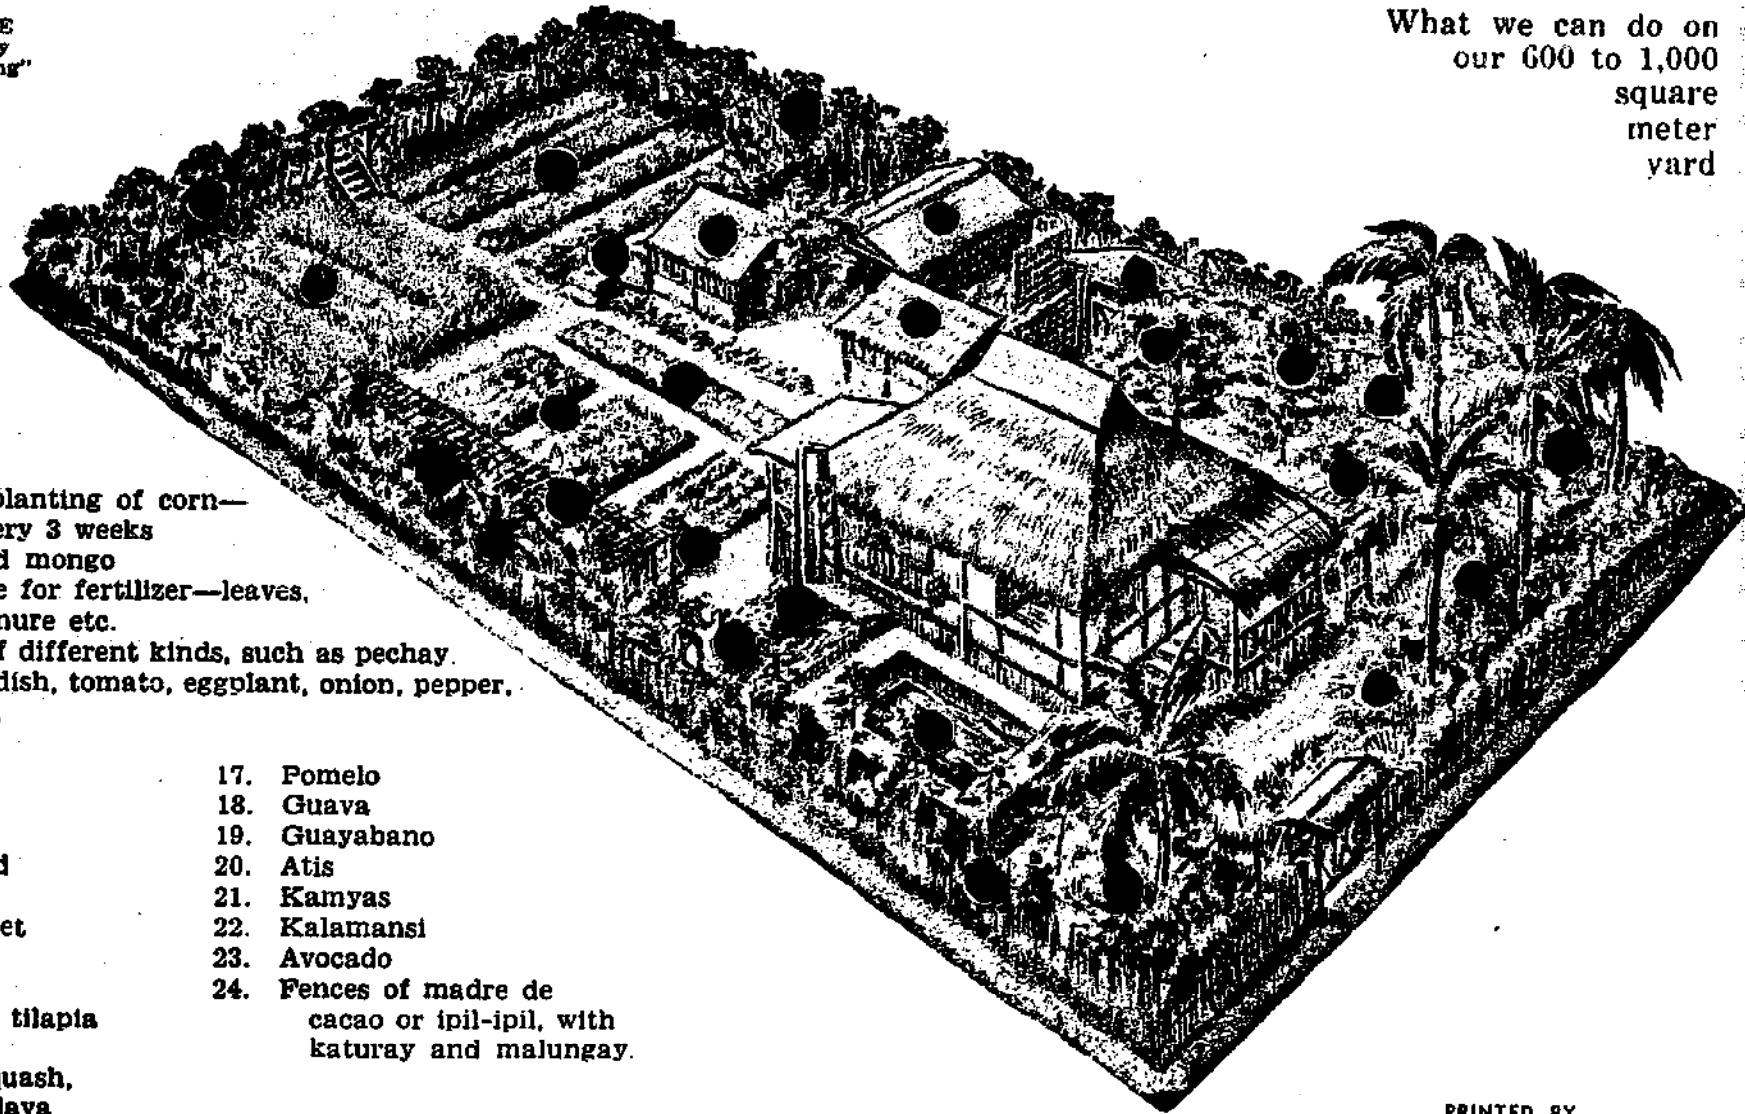 What we can do on
our 600 to 1,000
square
meter
yard
planting of corn—
ery 3 weeks
d mongo
e for fertilizer—leaves,
nure etc.
f different kinds, such as pechay.
dish, tomato, eggplant, onion, pepper,
d
et
tilapia
uash,
laya
17. Pomelo
18. Guava
19. Guayabano
20. Atis
21. Kamyas
22. Kalamansi
23. Avocado
24. Fences of madre de
cacao or ipil-ipil, with
katuray and malungay.
PRINTED BY